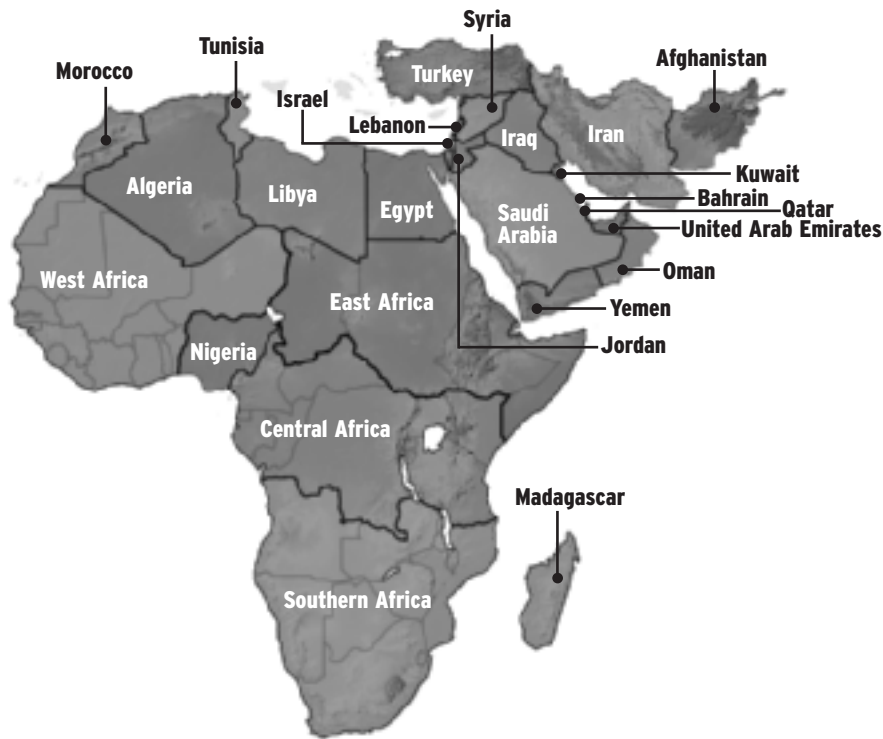 Syria
Tunisia
Morocco
Turkey
Afghanistan
Israel
Lebanon
Iraq
Iran
Kuwait
Algeria
Libya
Egypt
Bahrain
Qatar
Saudi
Arabia
United Arab Emirates
West Africa
Oman
East Africa
Yemen
Nigeria
Jordan
Central Africa
Madagascar
Southern Africa